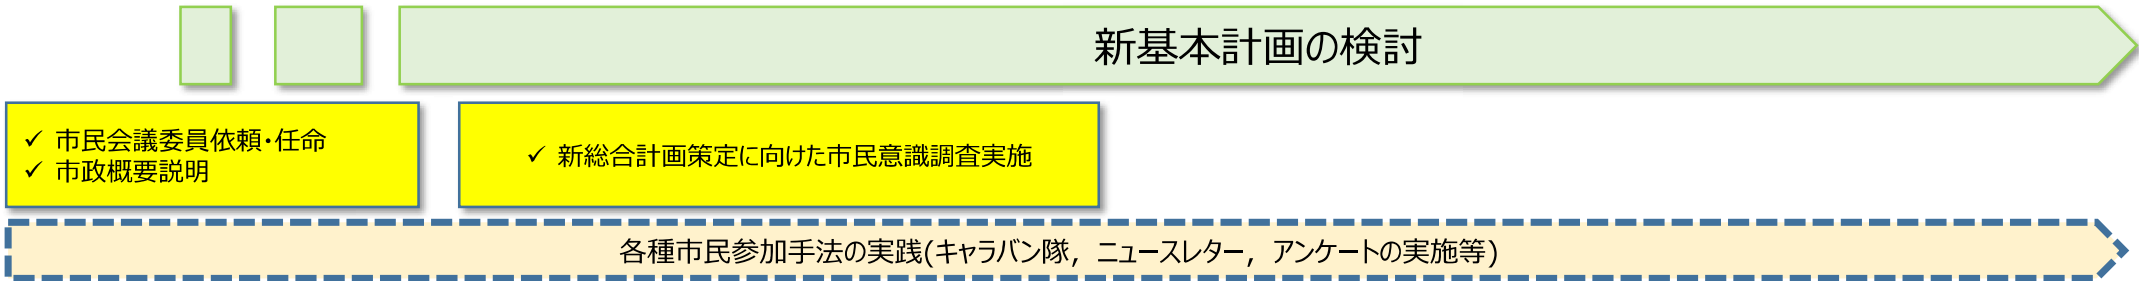 新基本計画の検討
✓ 市民会議委員依頼・任命
✓ 市政概要説明
✓ 新総合計画策定に向けた市民意識調査実施
各種市民参加手法の実践(キャラバン隊, ニュースレター, アンケートの実施等)